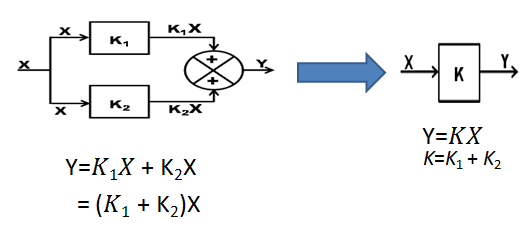 X K₁ K₁X
X + Y
+
X K₂ K₂X
X K Y
Y=K₁X + K₂X
= (K₁ + K₂)X
Y=KX
K=K₁ + K₂